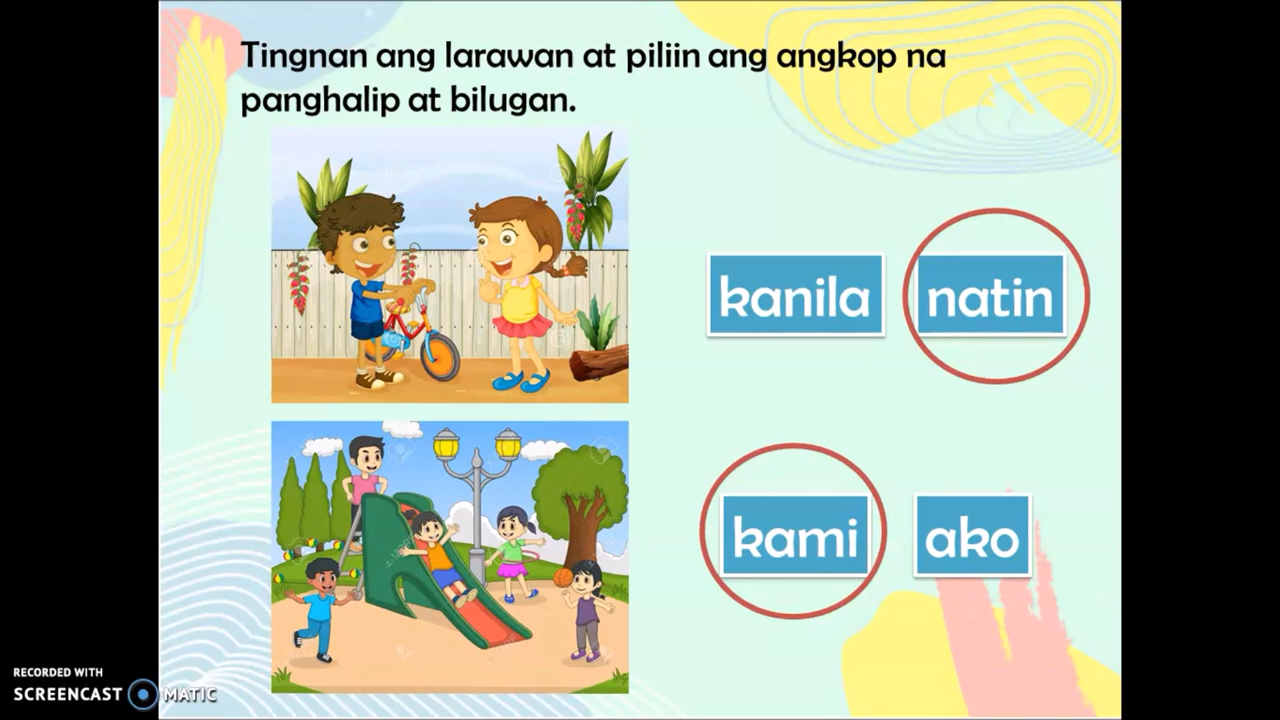 Tingnan ang larawan at piliin ang angkop na
panghalip at bilugan.
kanila natin
kami ako
RECORDED WITH
SCREENCAST MATIC